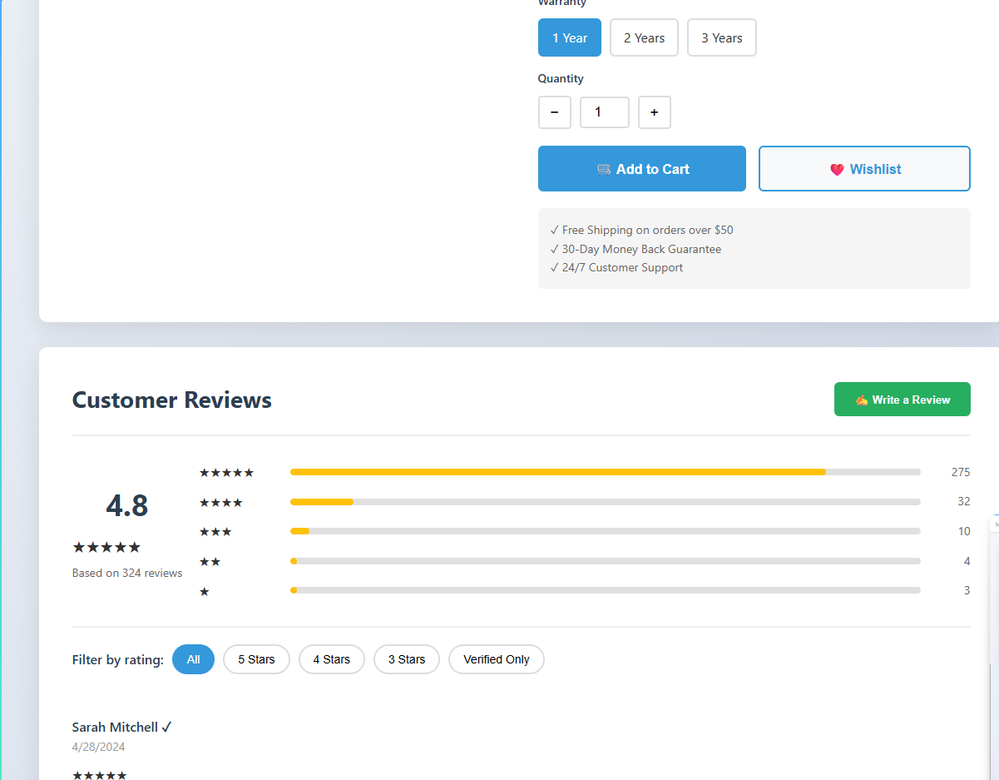 Warranty
1 Year 2 Years 3 Years
Quantity
− 1 +
🛒 Add to Cart ❤️ Wishlist
✓ Free Shipping on orders over $50
✓ 30-Day Money Back Guarantee
✓ 24/7 Customer Support
Customer Reviews ✍️ Write a Review
★★★★★ 275
4.8
★★★★ 32
★★★ 10
★★★★★
★★ 4
Based on 324 reviews
★ 3
Filter by rating: All 5 Stars 4 Stars 3 Stars Verified Only
Sarah Mitchell ✓
4/28/2024
★★★★★